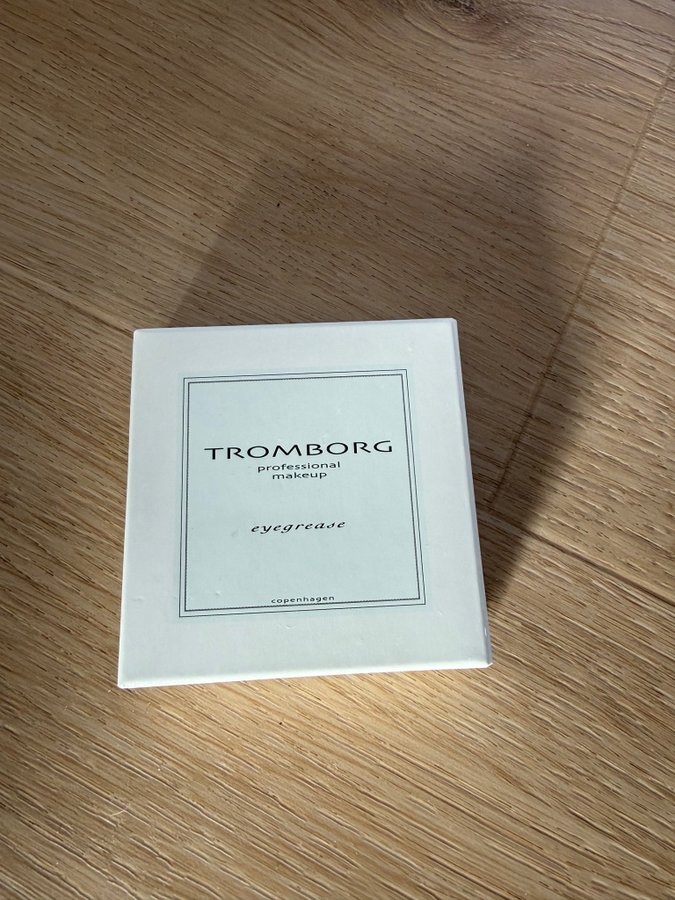 TROMBORG
professional
makeup
eyegrease
copenhagen